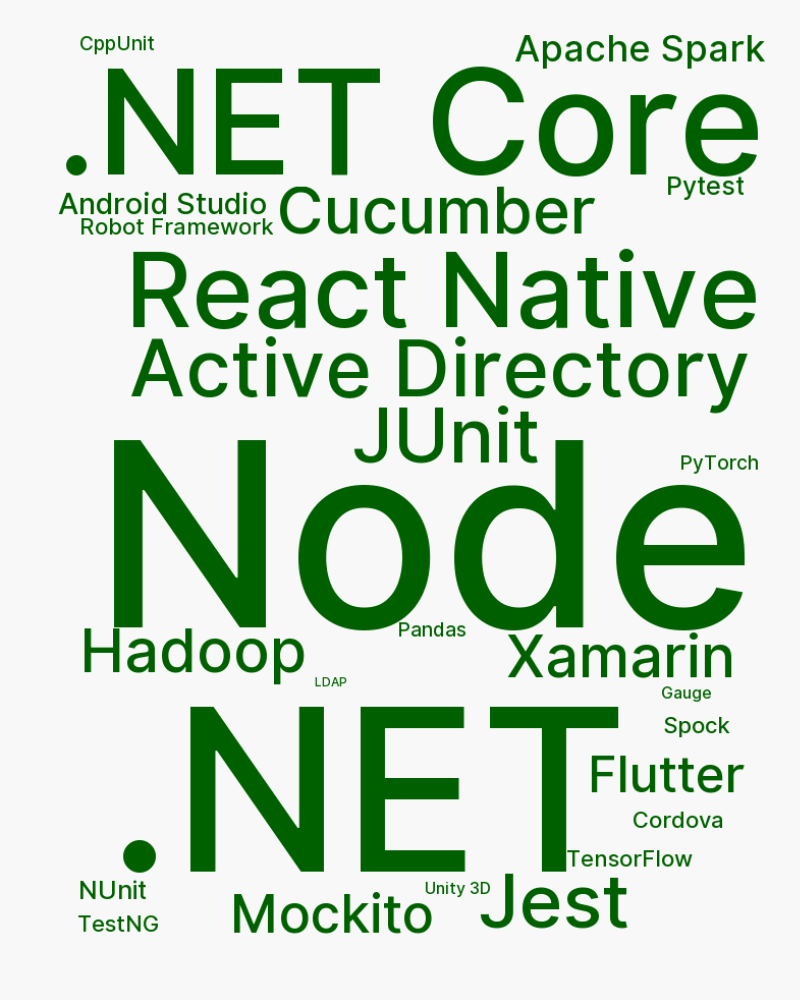 CppUnit
Apache Spark
.NET Core
Pytest
Android Studio
Cucumber
Robot Framework
React Native
Active Directory
JUnit
PyTorch
Node
Pandas
Hadoop
Xamarin
LDAP
Gauge
Spock
.NET
Flutter
Cordova
TensorFlow
NUnit
Unity 3D
Jest
Mockito
TestNG